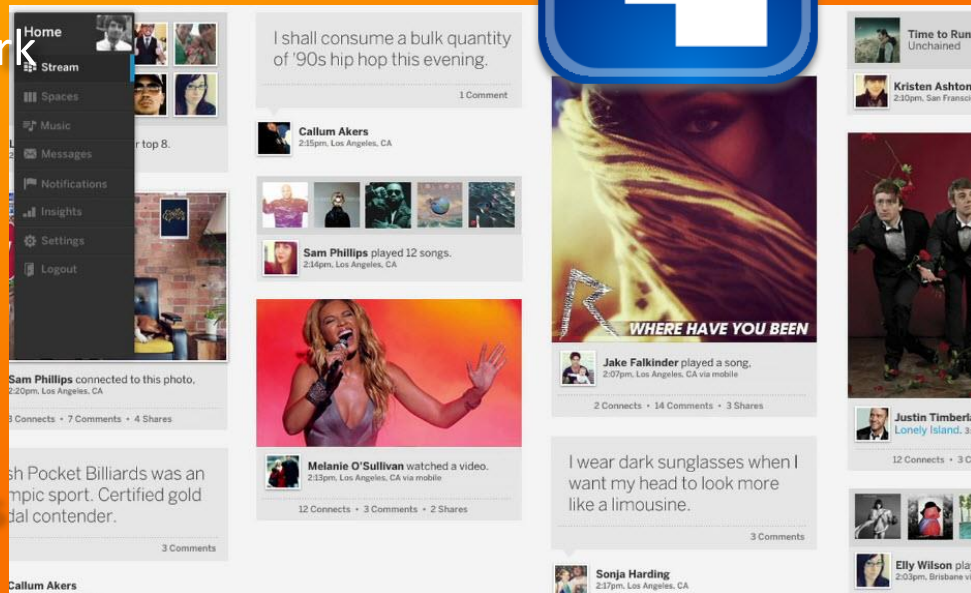 Home
Stream
Spaces
Music
Messages
Notifications
Insights
Settings
Logout
r top 8.
Sam Phillips connected to this photo.
2:20pm, Los Angeles, CA
Connects • 7 Comments • 4 Shares
sh Pocket Billiards was an
mpic sport. Certified gold
dal contender.
3 Comments
Callum Akers
I shall consume a bulk quantity
of '90s hip hop this evening.
1 Comment
Callum Akers
2:15pm, Los Angeles, CA
Sam Phillips played 12 songs.
2:14pm, Los Angeles, CA
Melanie O'Sullivan watched a video.
2:13pm, Los Angeles, CA via mobile
12 Connects • 3 Comments • 2 Shares
R
WHERE HAVE YOU BEEN
Jake Falkinder played a song,
2:07pm, Los Angeles, CA via mobile
2 Connects • 14 Comments • 3 Shares
I wear dark sunglasses when I
want my head to look more
like a limousine.
3 Comments
Sonja Harding
2:17pm, Los Angeles, CA
Time to Run
Unchained
Kristen Ashton
2:10pm, San Fransci
Justin Timberla
Lonely Island. 3
12 Connects • 3 C
Elly Wilson pla
2:03pm, Brisbane v